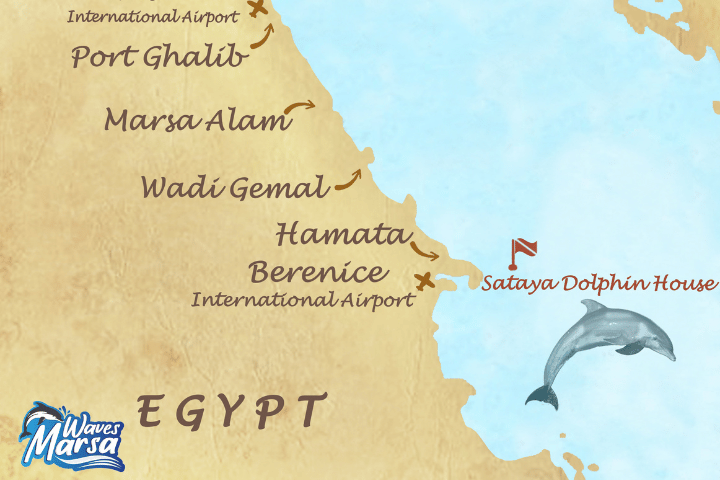 International Airport
Port Ghalib
Marsa Alam
Wadi Gemal
Hamata
Berenice
International Airport
Sataya Dolphin House
EGYPT
Waves
Marsa